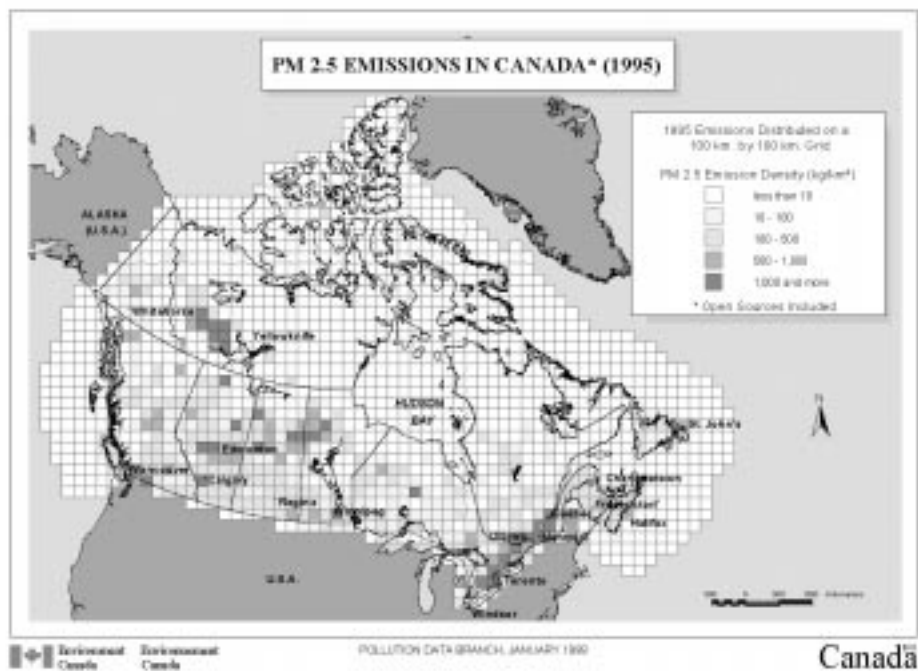 PM 2.5 EMISSIONS IN CANADA* (1995)
1995 Emissions Distributed on a
100 km. by 100 km. Grid
PM 2.5 Emission Density (kg/km²)
less than 10
10 - 100
100 - 500
500 - 1,000
1,000 and more
* Open Sources Included
ALASKA
(U.S.A.)
Whitehorse
Yellowknife
HUDSON
BAY
N
St. John's
Edmonton
Vancouver
Calgary
Charlottetown
Fredericton
Halifax
Regina
Winnipeg
Quebec
Ottawa
Montreal
U.S.A.
Toronto
Windsor
Environment
Canada
Environnement
Canada
POLLUTION DATA BRANCH, JANUARY
Canada